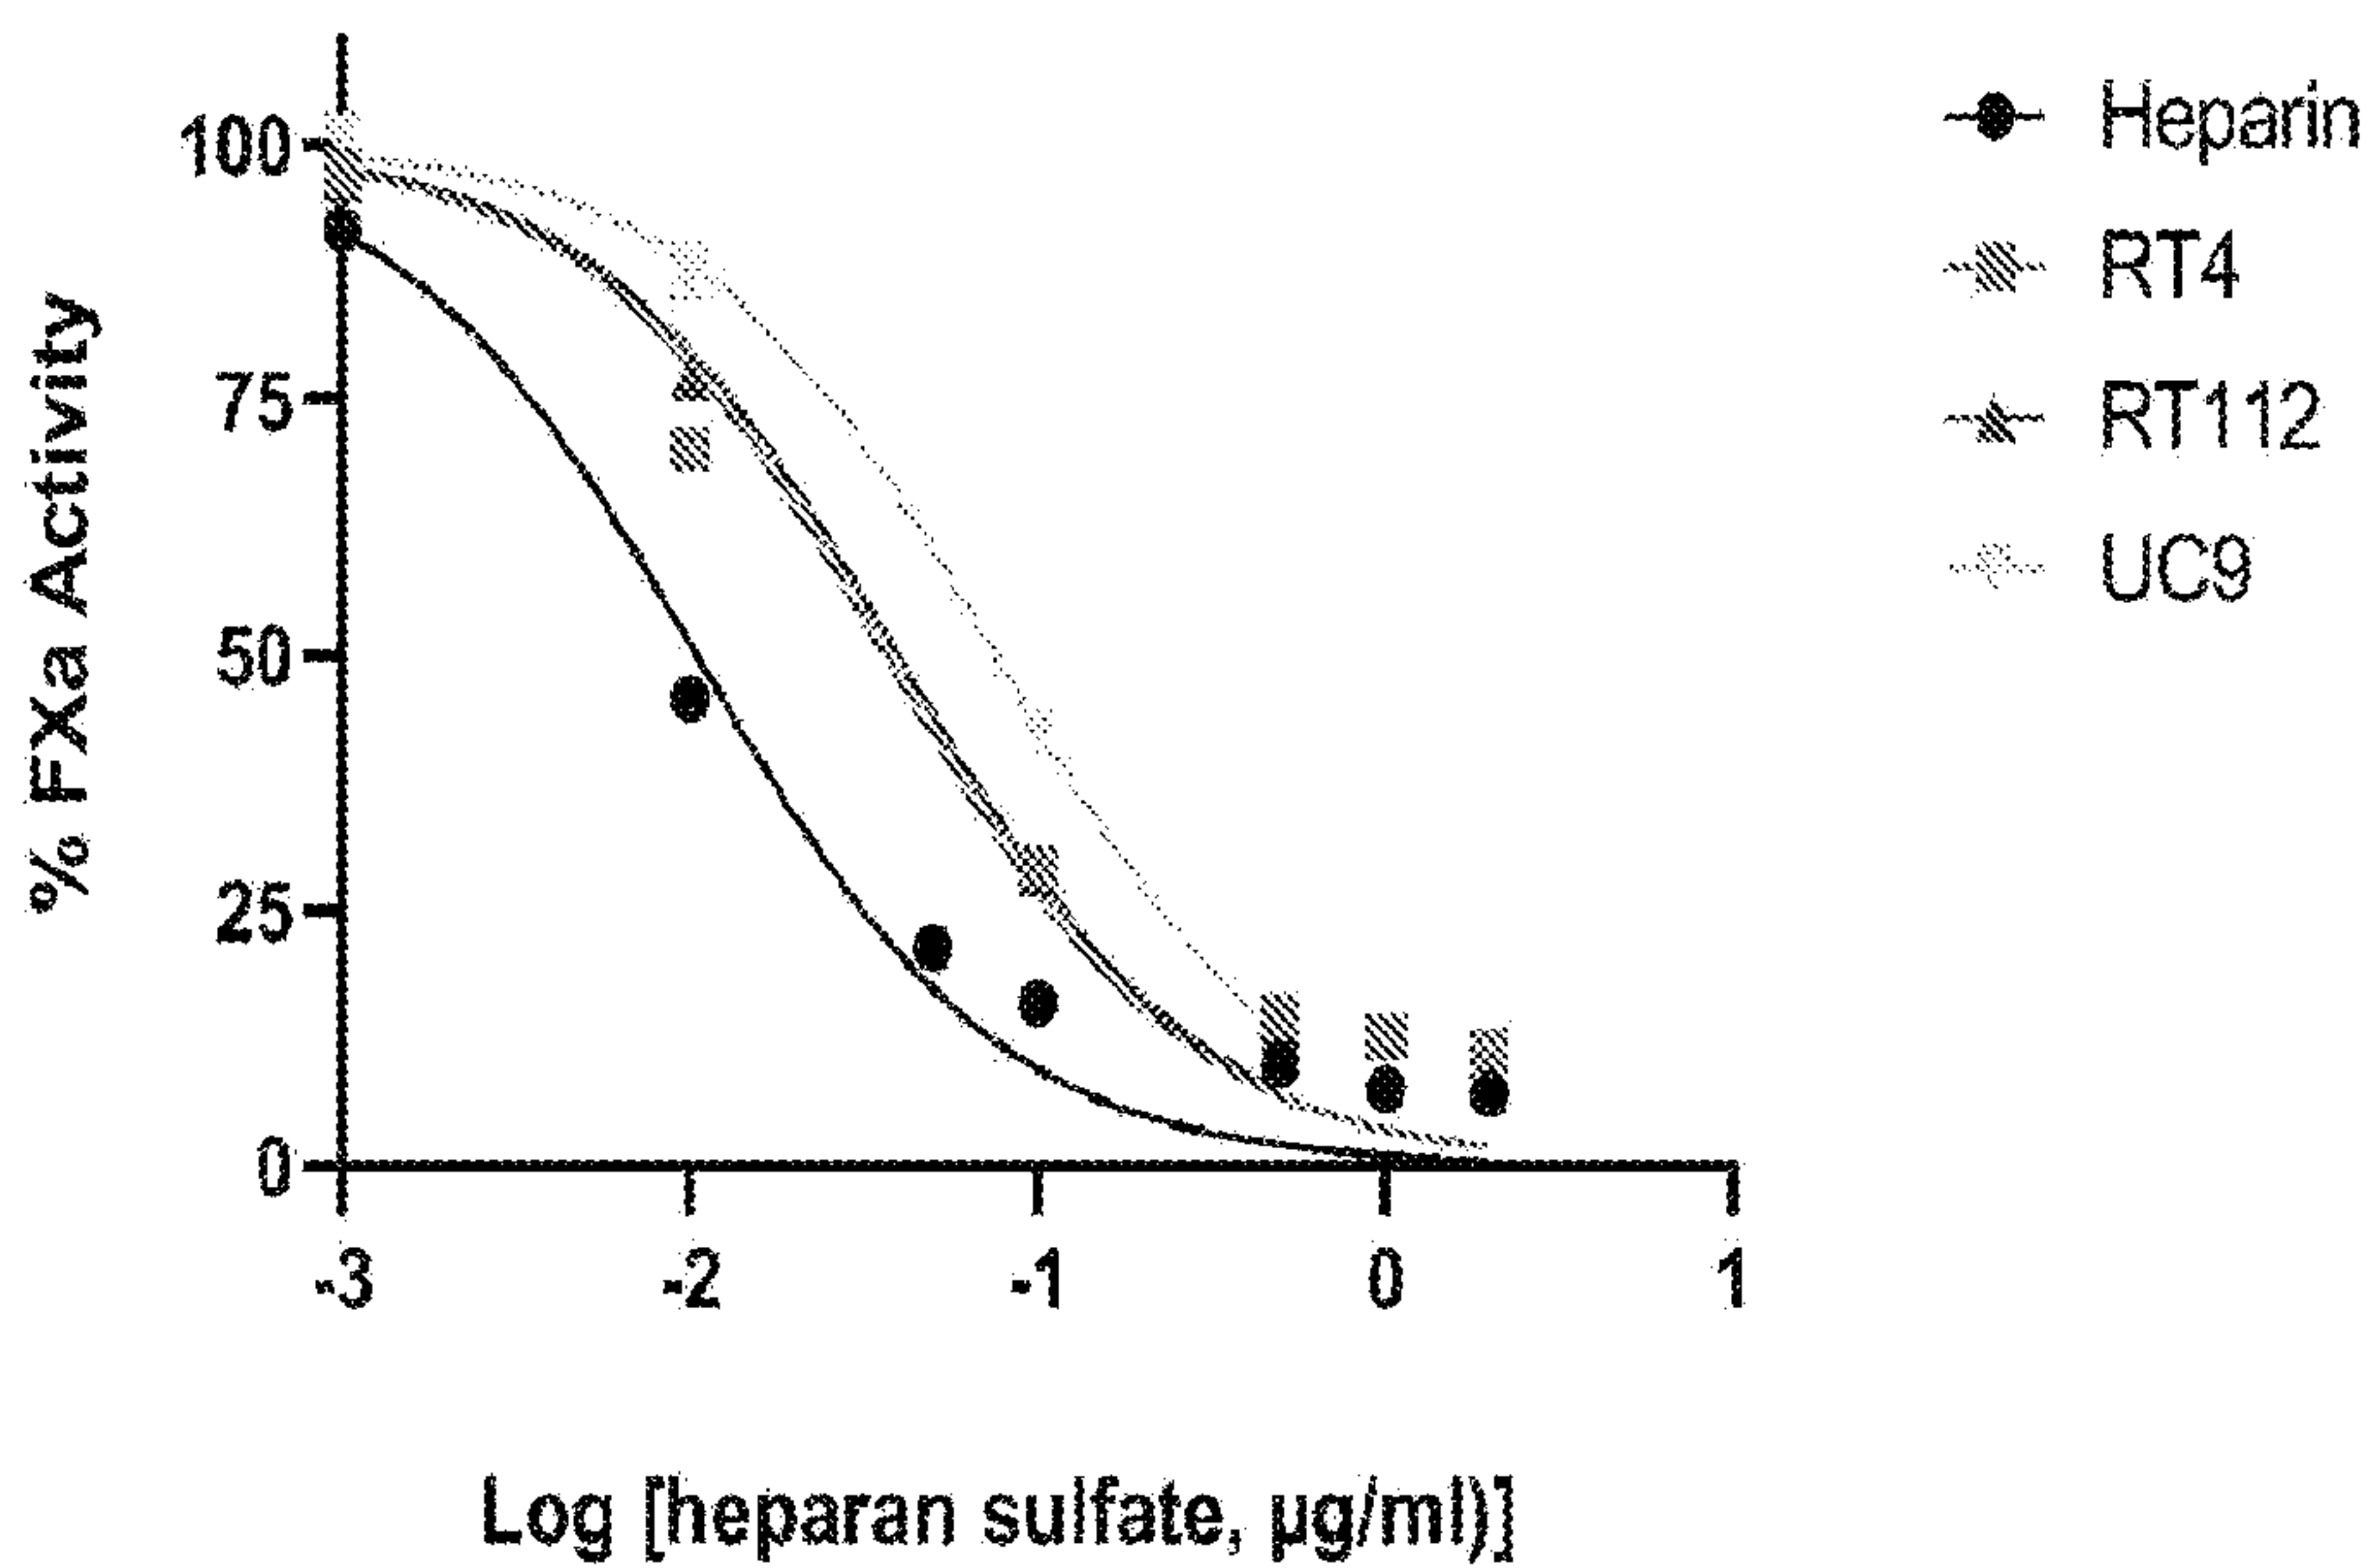 % FXa Activity
100
75
50
25
0
-3 -2 -1 0 1
Log [heparan sulfate, µg/ml)]
Heparin
RT4
RT112
UC9